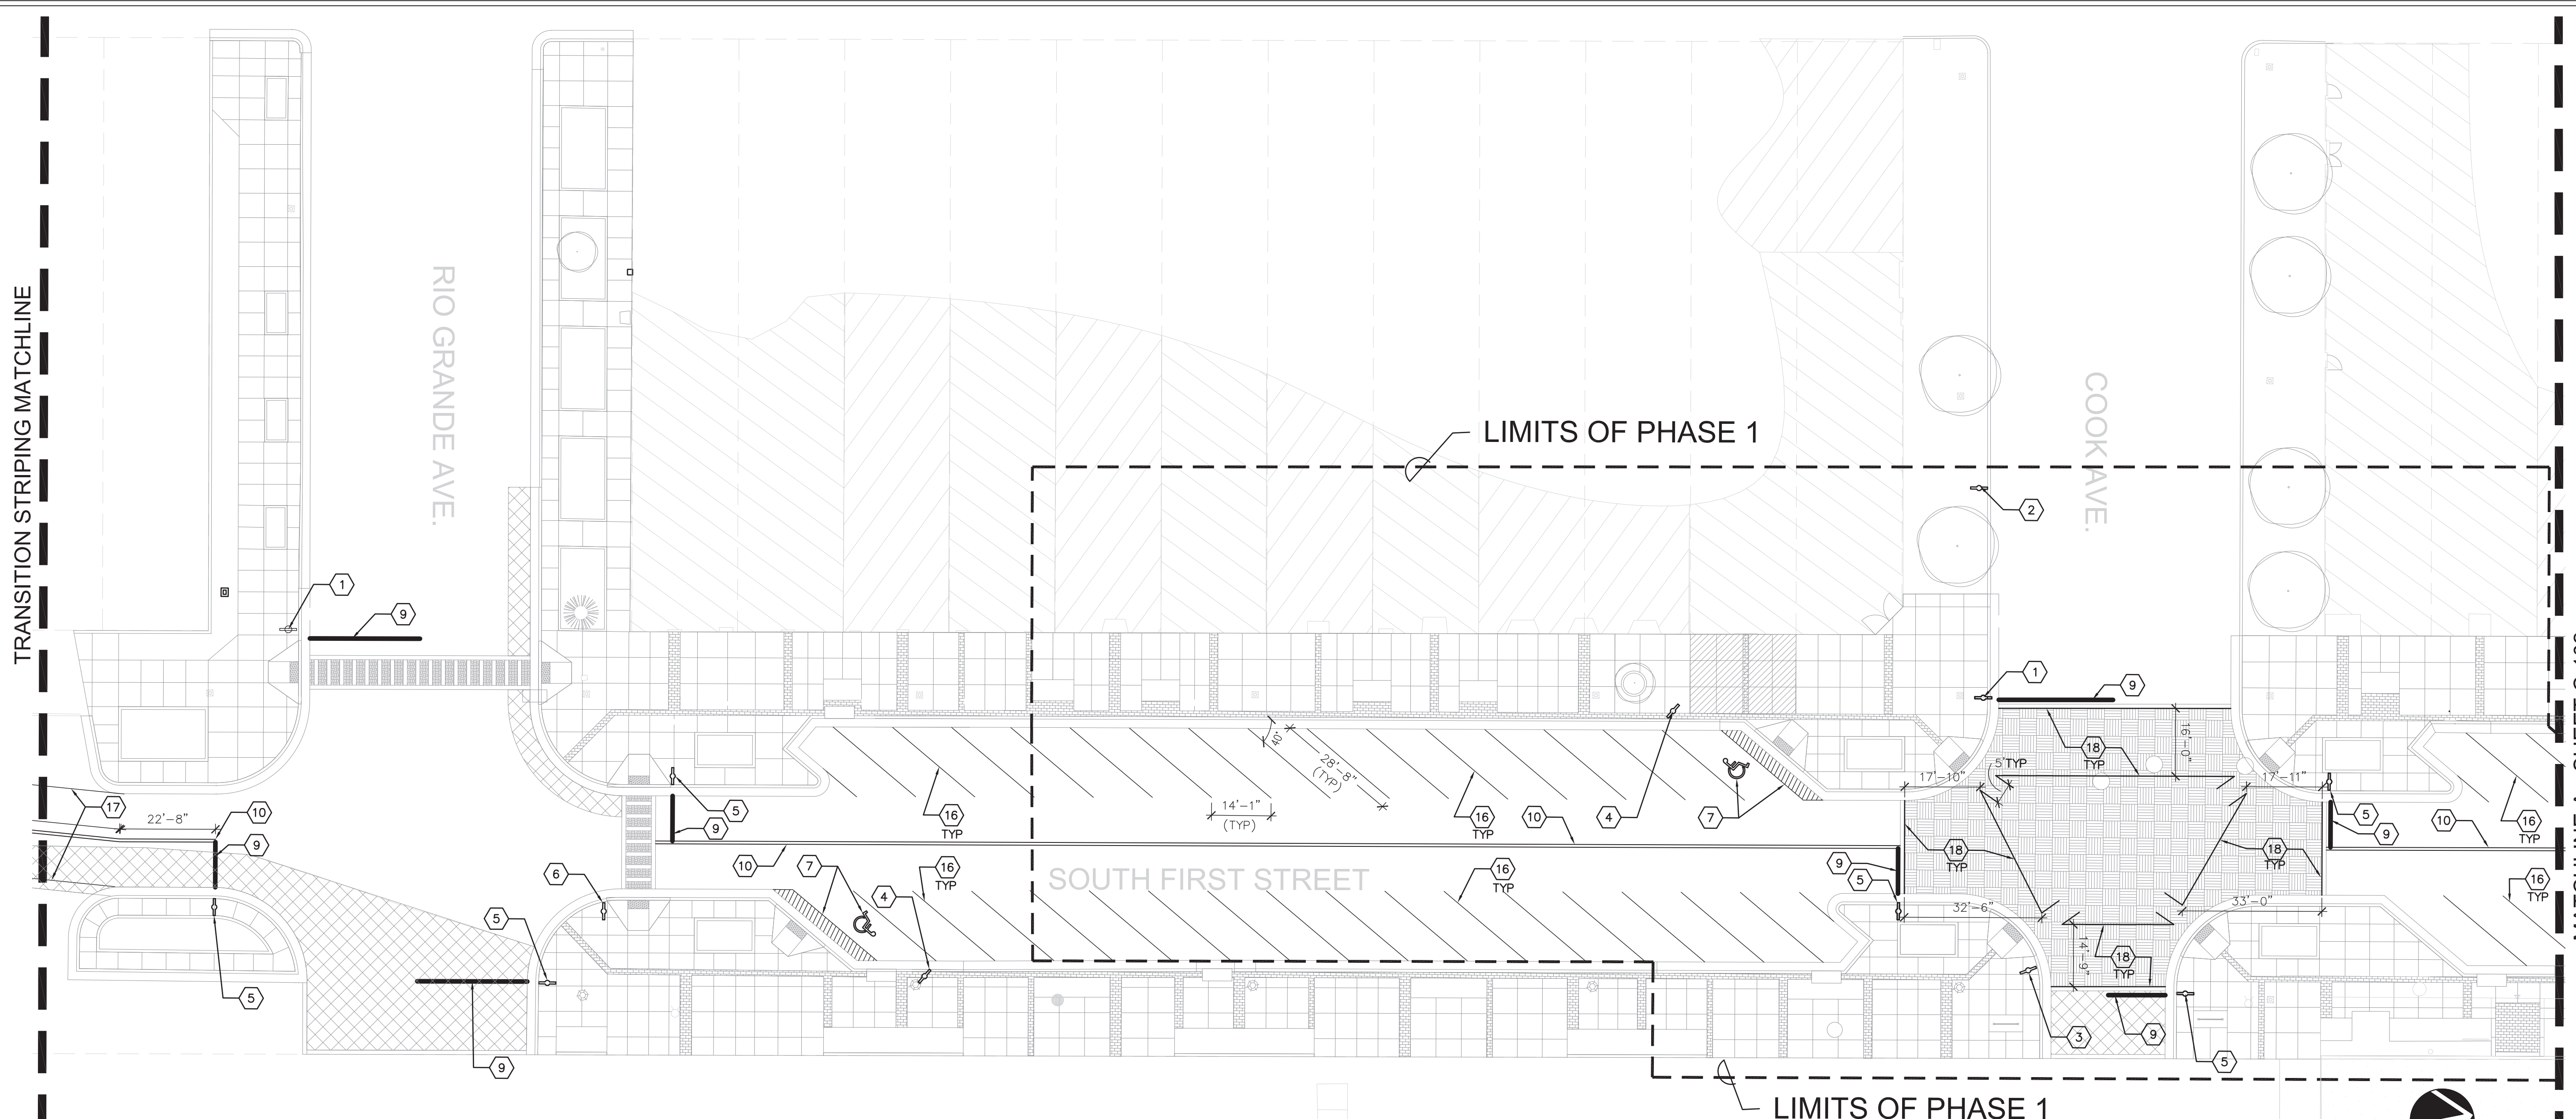 TRANSITION STRIPING MATCHLINE
RIO GRANDE AVE.
COOK AVE.
LIMITS OF PHASE 1
2
1
9
1
9
18
TYP
16'-0"
17'-10"
5'TYP
17'-11"
40°
28'-8"
(TYP)
14'-1"
(TYP)
16
TYP
16
TYP
5
9
10
4
7
5
9
10
16
TYP
17
22'-8"
10
9
10
7
16
TYP
16
TYP
SOUTH FIRST STREET
9
5
18
TYP
18
TYP
16
TYP
6
4
5
5
32'-6"
33'-0"
14'-9"
18
TYP
9
3
9
5
LIMITS OF PHASE 1